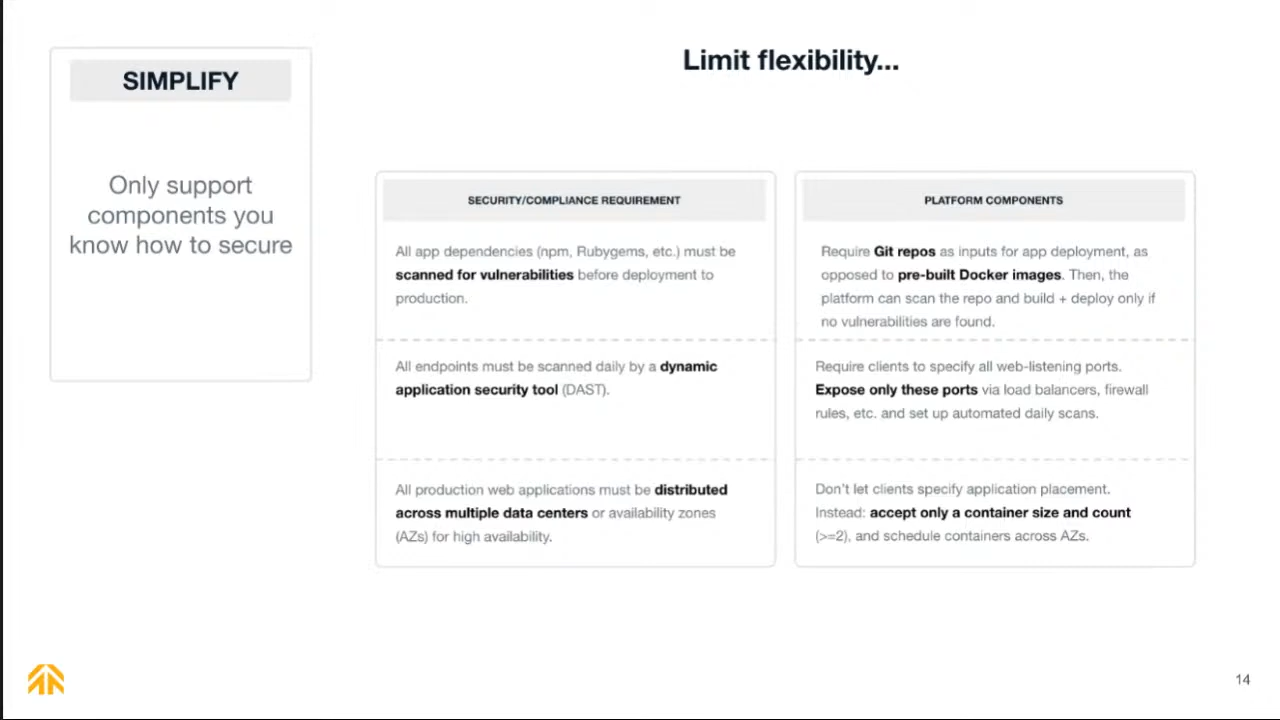 SIMPLIFY
Only support
components you
know how to secure
Limit flexibility...
SECURITY/COMPLIANCE REQUIREMENT
All app dependencies (npm, Rubygems, etc.) must be
scanned for vulnerabilities before deployment to
production.
All endpoints must be scanned daily by a dynamic
application security tool (DAST).
All production web applications must be distributed
across multiple data centers or availability zones
(AZs) for high availability.
PLATFORM COMPONENTS
Require Git repos as inputs for app deployment, as
opposed to pre-built Docker images. Then, the
platform can scan the repo and build + deploy only if
no vulnerabilities are found.
Require clients to specify all web-listening ports.
Expose only these ports via load balancers, firewall
rules, etc. and set up automated daily scans.
Don't let clients specify application placement.
Instead: accept only a container size and count
(>=2), and schedule containers across AZs.
14